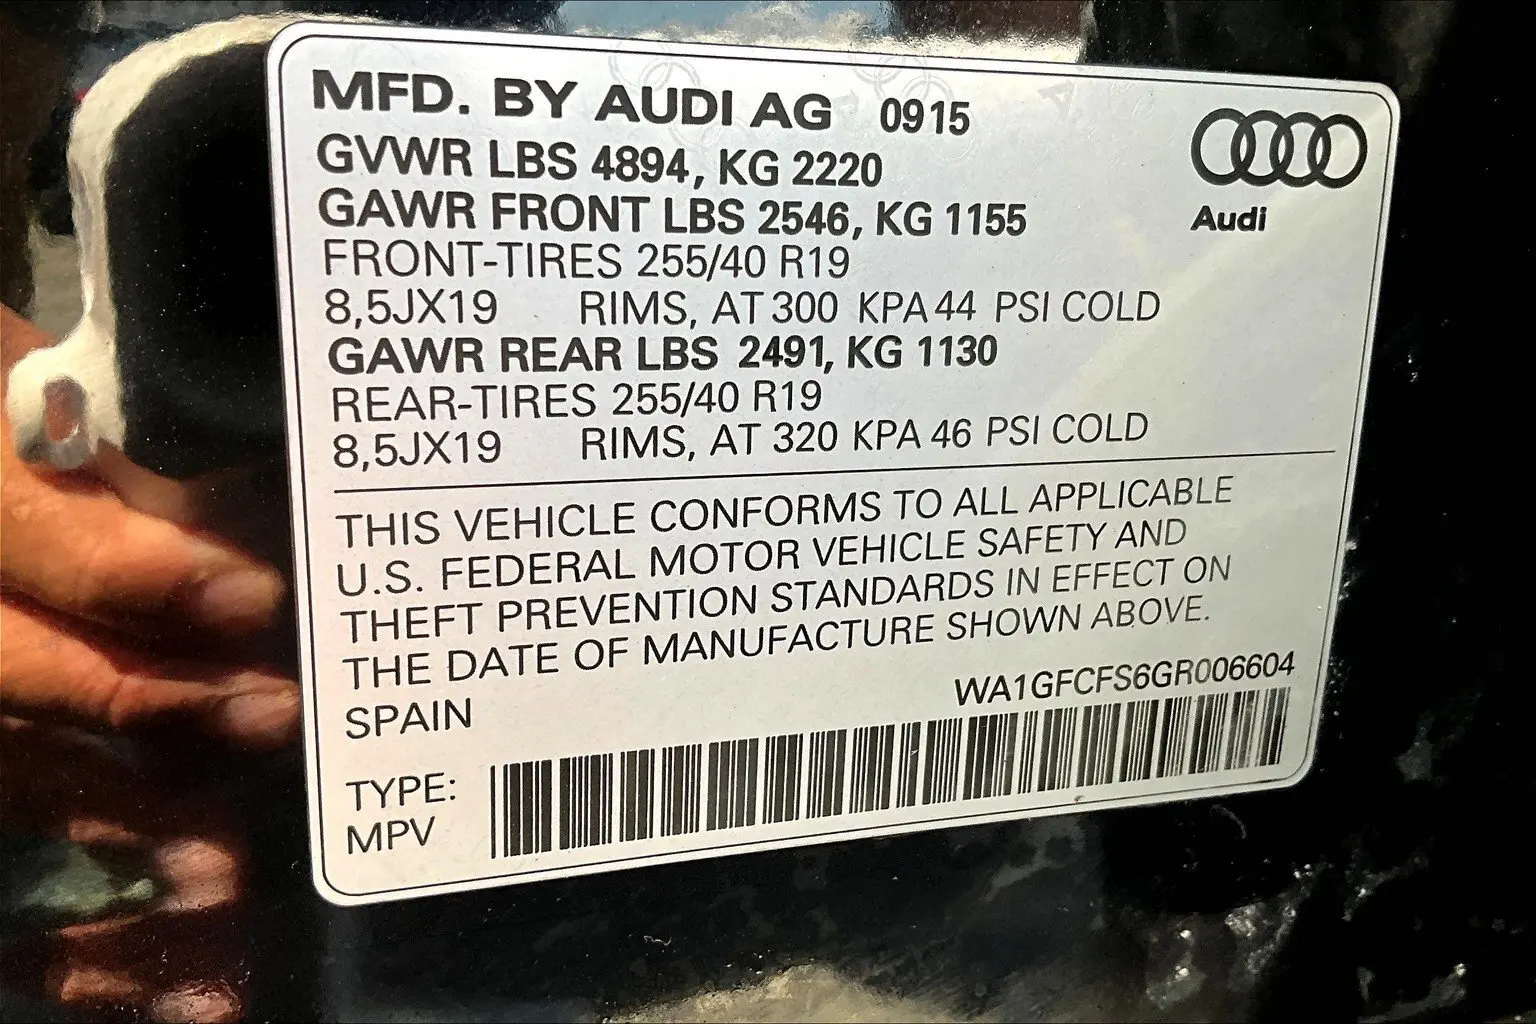 MFD. BY AUDI AG 0915
GVWR LBS 4894, KG 2220
GAWR FRONT LBS 2546, KG 1155
Audi
FRONT-TIRES 255/40 R19
8,5JX19 RIMS, AT 300 KPA 44 PSI COLD
GAWR REAR LBS 2491, KG 1130
REAR-TIRES 255/40 R19
8,5JX19 RIMS, AT 320 KPA 46 PSI COLD
THIS VEHICLE CONFORMS TO ALL APPLICABLE
U.S. FEDERAL MOTOR VEHICLE SAFETY AND
THEFT PREVENTION STANDARDS IN EFFECT ON
THE DATE OF MANUFACTURE SHOWN ABOVE.
WA1GFCFS6GR006604
SPAIN
TYPE:
MPV